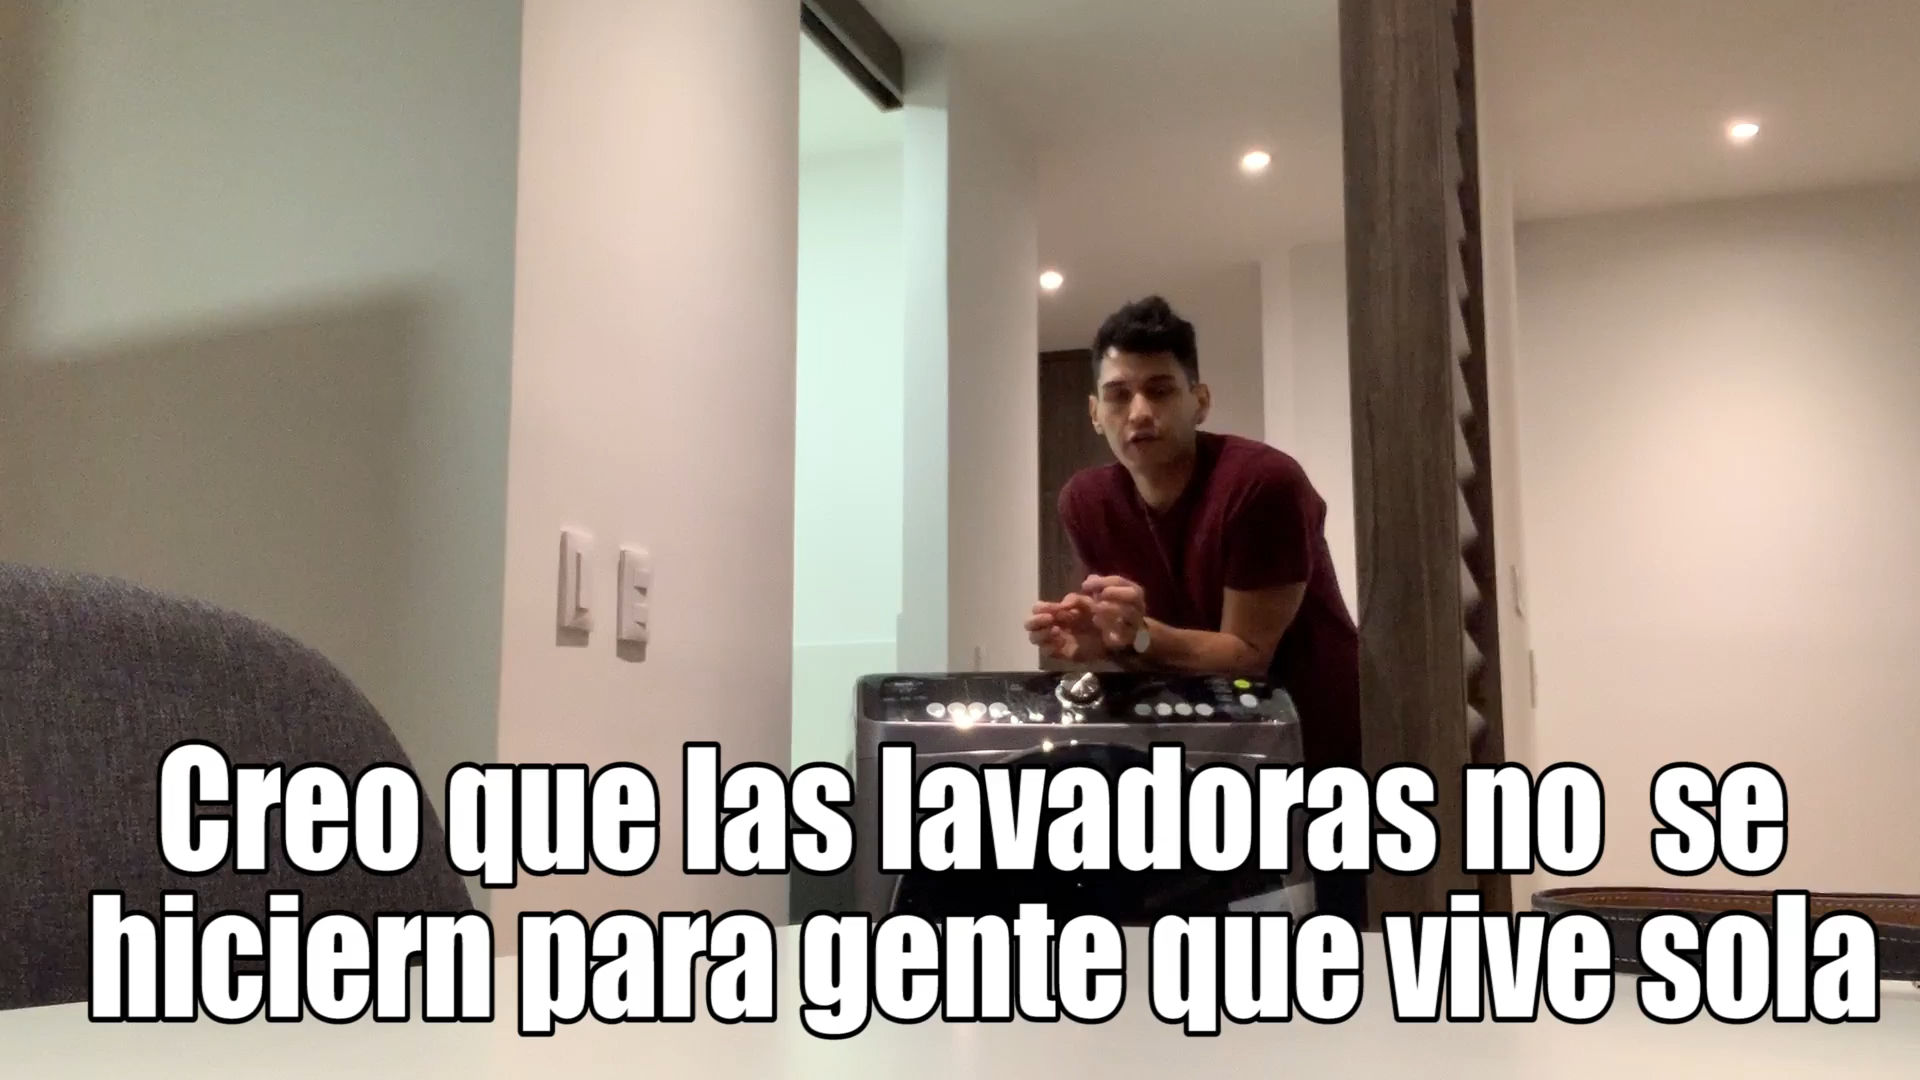 Creo que las lavadoras no  se
hiciern para gente que vive sola